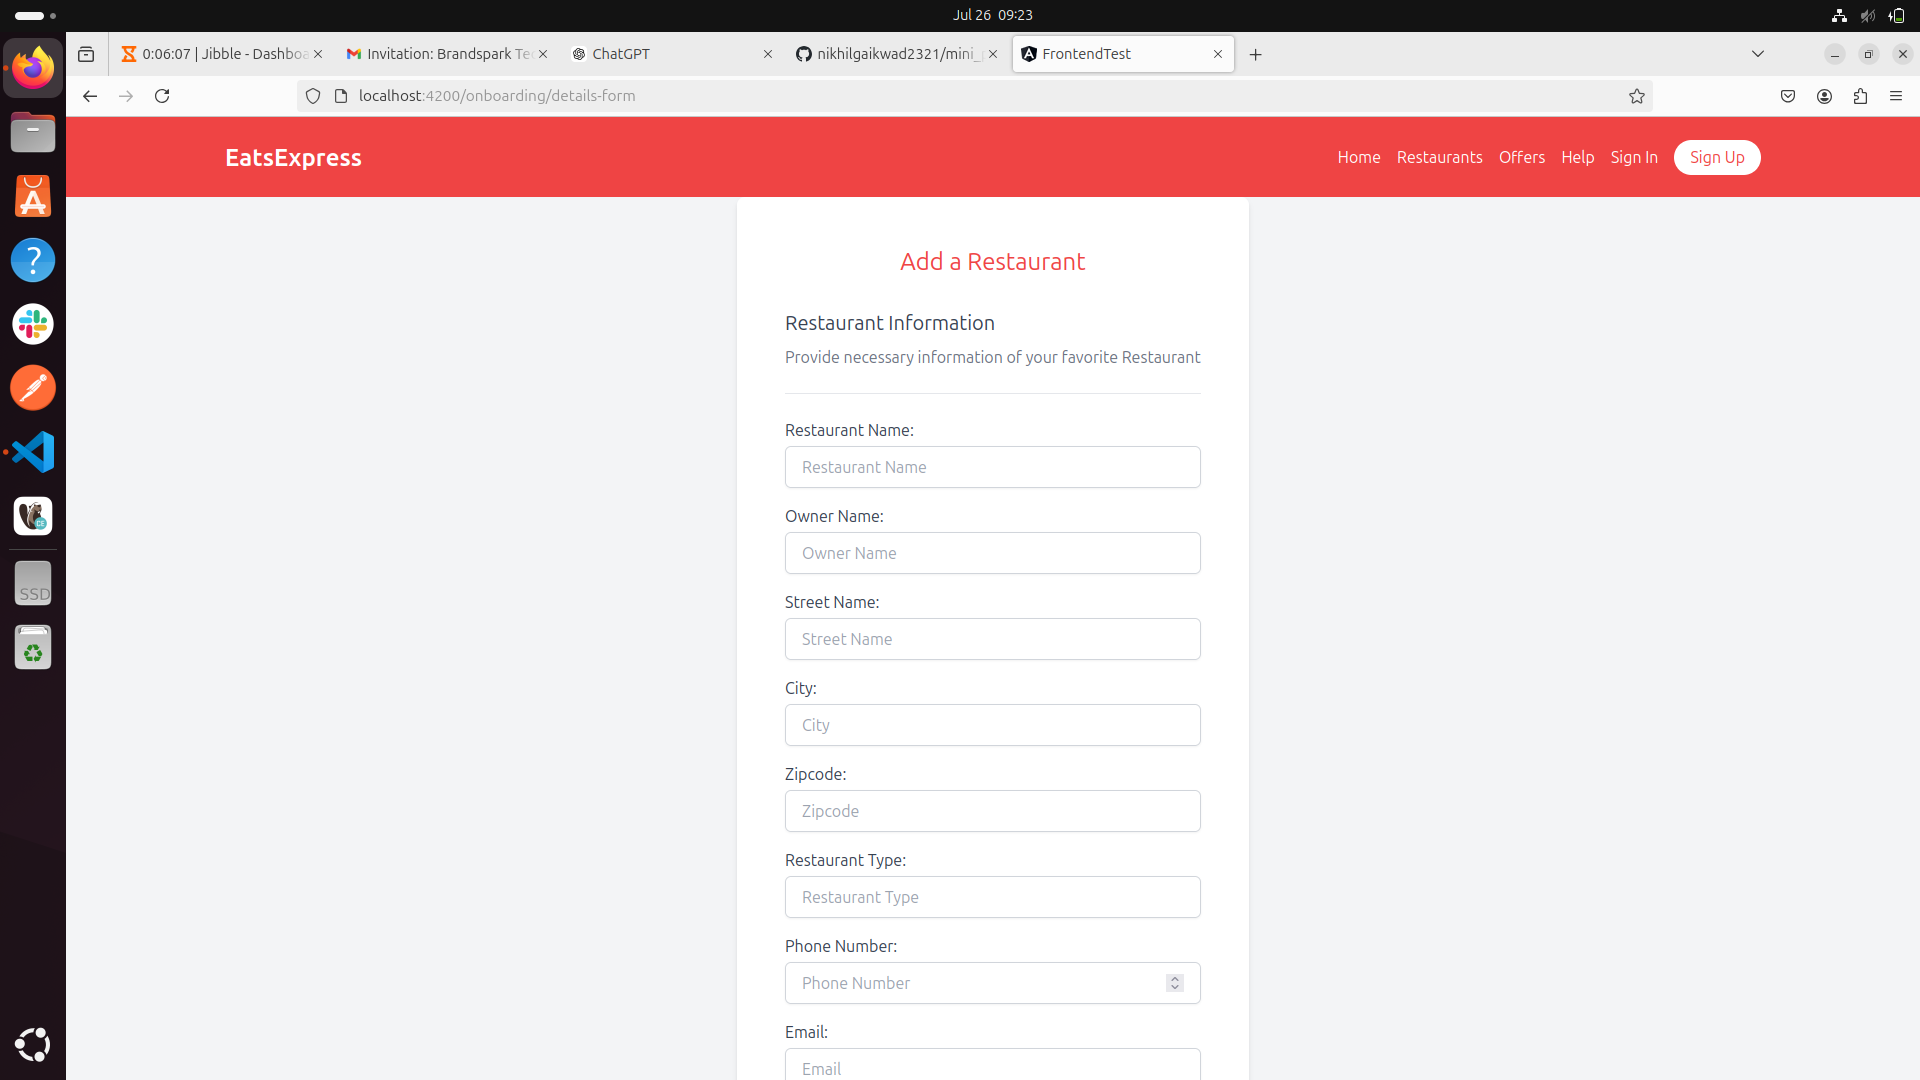 Jul 26 09:23
0:06:07 | Jibble - Dashboa
Invitation: Brandspark Te
ChatGPT
nikhilgaikwad2321/mini_
FrontendTest
localhost:4200/onboarding/details-form
EatsExpress
Home
Restaurants
Offers
Help
Sign In
Sign Up
Add a Restaurant
Restaurant Information
Provide necessary information of your favorite Restaurant
Restaurant Name:
Restaurant Name
Owner Name:
Owner Name
Street Name:
Street Name
City:
City
Zipcode:
Zipcode
Restaurant Type:
Restaurant Type
Phone Number:
Phone Number
Email:
Email
SSD
CE